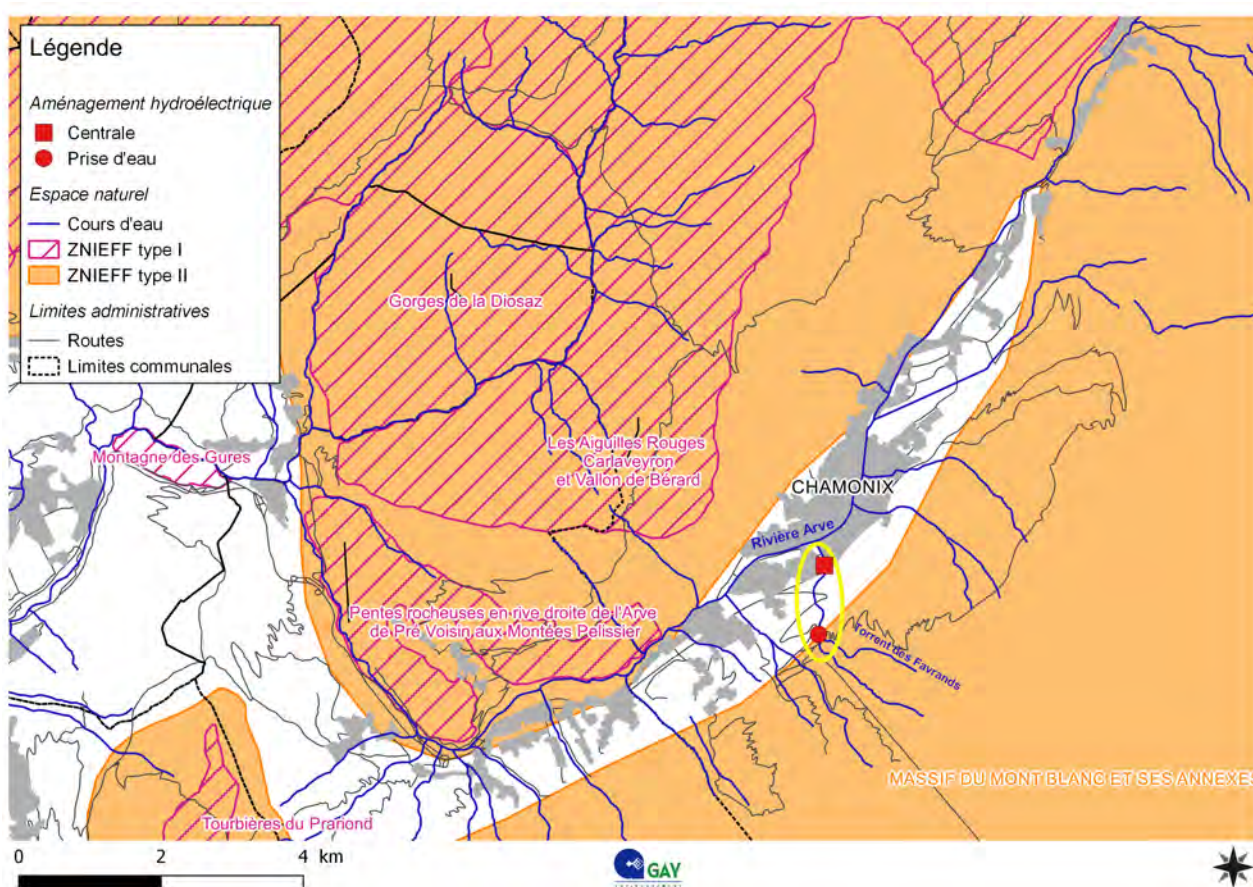 Légende
Aménagement hydroélectrique
Centrale
Prise d'eau
Espace naturel
Cours d'eau
ZNIEFF type I
ZNIEFF type II
Limites administratives
Routes
Limites communales
Gorges de la Diosaz
Montagne des Gures
Les Aiguilles Rouges
Carlaveyron
et Vallon de Bérard
CHAMONIX
Rivière Arve
Pentes rocheuses en rive droite de l'Arve
de Pré Voisin aux Montées Pelissier
Torrent des Favrands
MASSIF DU MONT BLANC ET SES ANNEXES
Tourbières du Prariond
0 2 4 km
GAY